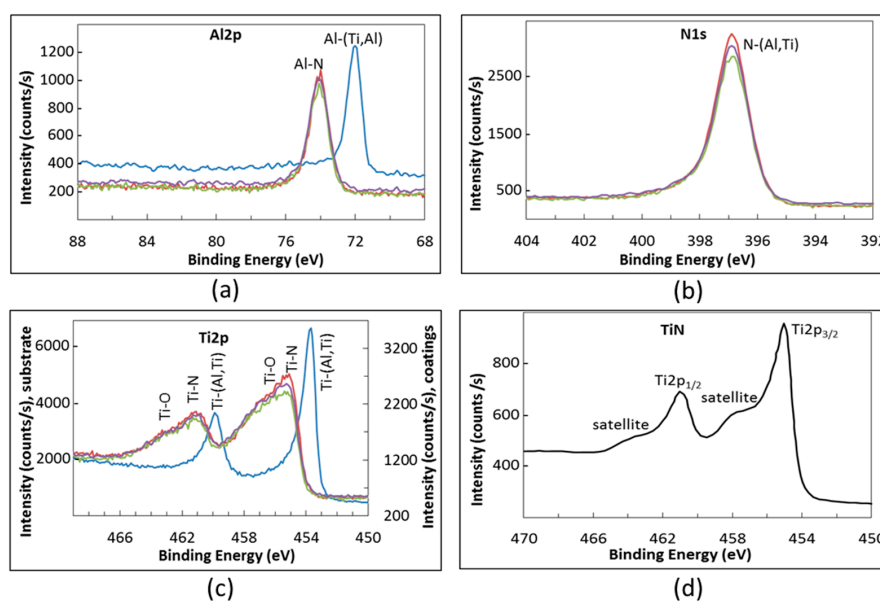 Al2p
Al-(Ti,Al)
Al-N
Intensity (counts/s)
1200
1000
800
600
400
200
88
84
80
76
72
68
Binding Energy (eV)
(a)
N1s
N-(Al,Ti)
Intensity (counts/s)
2500
1500
500
404
402
400
398
396
394
392
Binding Energy (eV)
(b)
Ti2p
Ti-O
Ti-N
Ti-(Al,Ti)
Ti-O
Ti-N
Ti-(Al,Ti)
Intensity (counts/s), substrate
6000
4000
2000
Intensity (counts/s), coatings
3200
2200
1200
200
466
462
458
454
450
Binding Energy (eV)
(c)
TiN
Ti2p3/2
Ti2p1/2
satellite
satellite
Intensity (counts/s)
800
600
400
470
466
462
458
454
450
Binding Energy (eV)
(d)